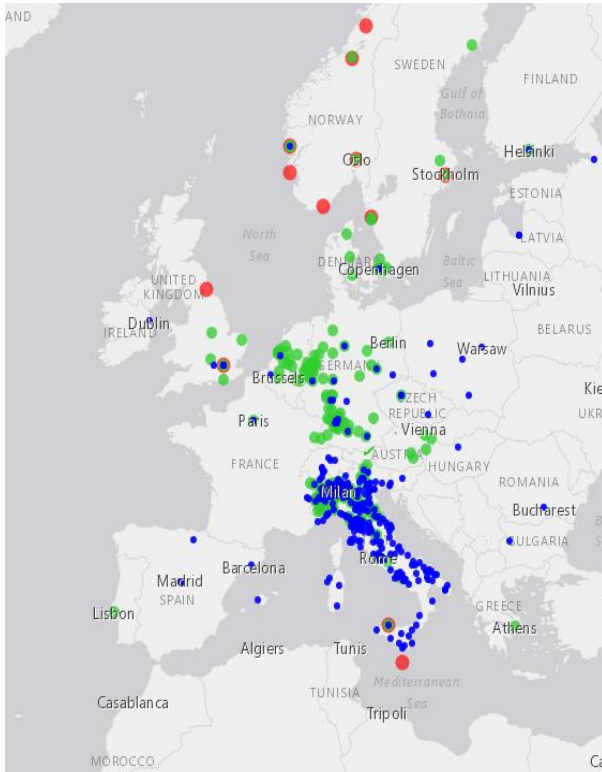 AND
SWEDEN
FINLAND
Gulf of
Bothnia
NORWAY
Oslo
Helsinki
Stockholm
ESTONIA
North
Sea
LATVIA
Baltic
Sea
DENMARK
Copenhagen
LITHUANIA
Vilnius
UNITED
KINGDOM
Dublin
IRELAND
BELARUS
Berlin
Warsaw
GERMANY
Brussels
Kie
CZECH
REPUBLIC
UKR
Paris
Vienna
AUSTRIA
HUNGARY
FRANCE
ROMANIA
Milan
Bucharest
BULGARIA
Rome
Barcelona
Madrid
SPAIN
Lisbon
GREECE
Athens
Algiers
Tunis
Mediterranean
Sea
TUNISIA
Casablanca
Tripoli
MOROCCO
Ca